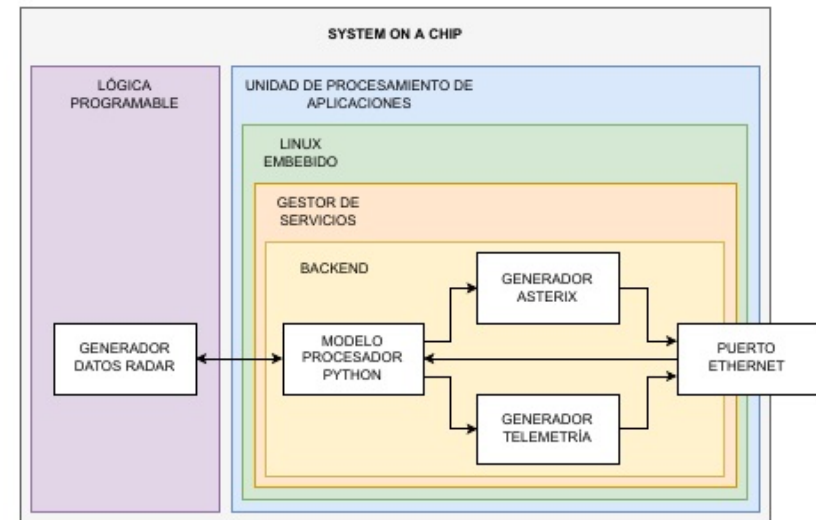 SYSTEM ON A CHIP
LÓGICA
PROGRAMABLE
UNIDAD DE PROCESAMIENTO DE
APLICACIONES
LINUX
EMBEBIDO
GESTOR DE
SERVICIOS
BACKEND
GENERADOR
ASTERIX
GENERADOR
DATOS RADAR
MODELO
PROCESADOR
PYTHON
PUERTO
ETHERNET
GENERADOR
TELEMETRÍA